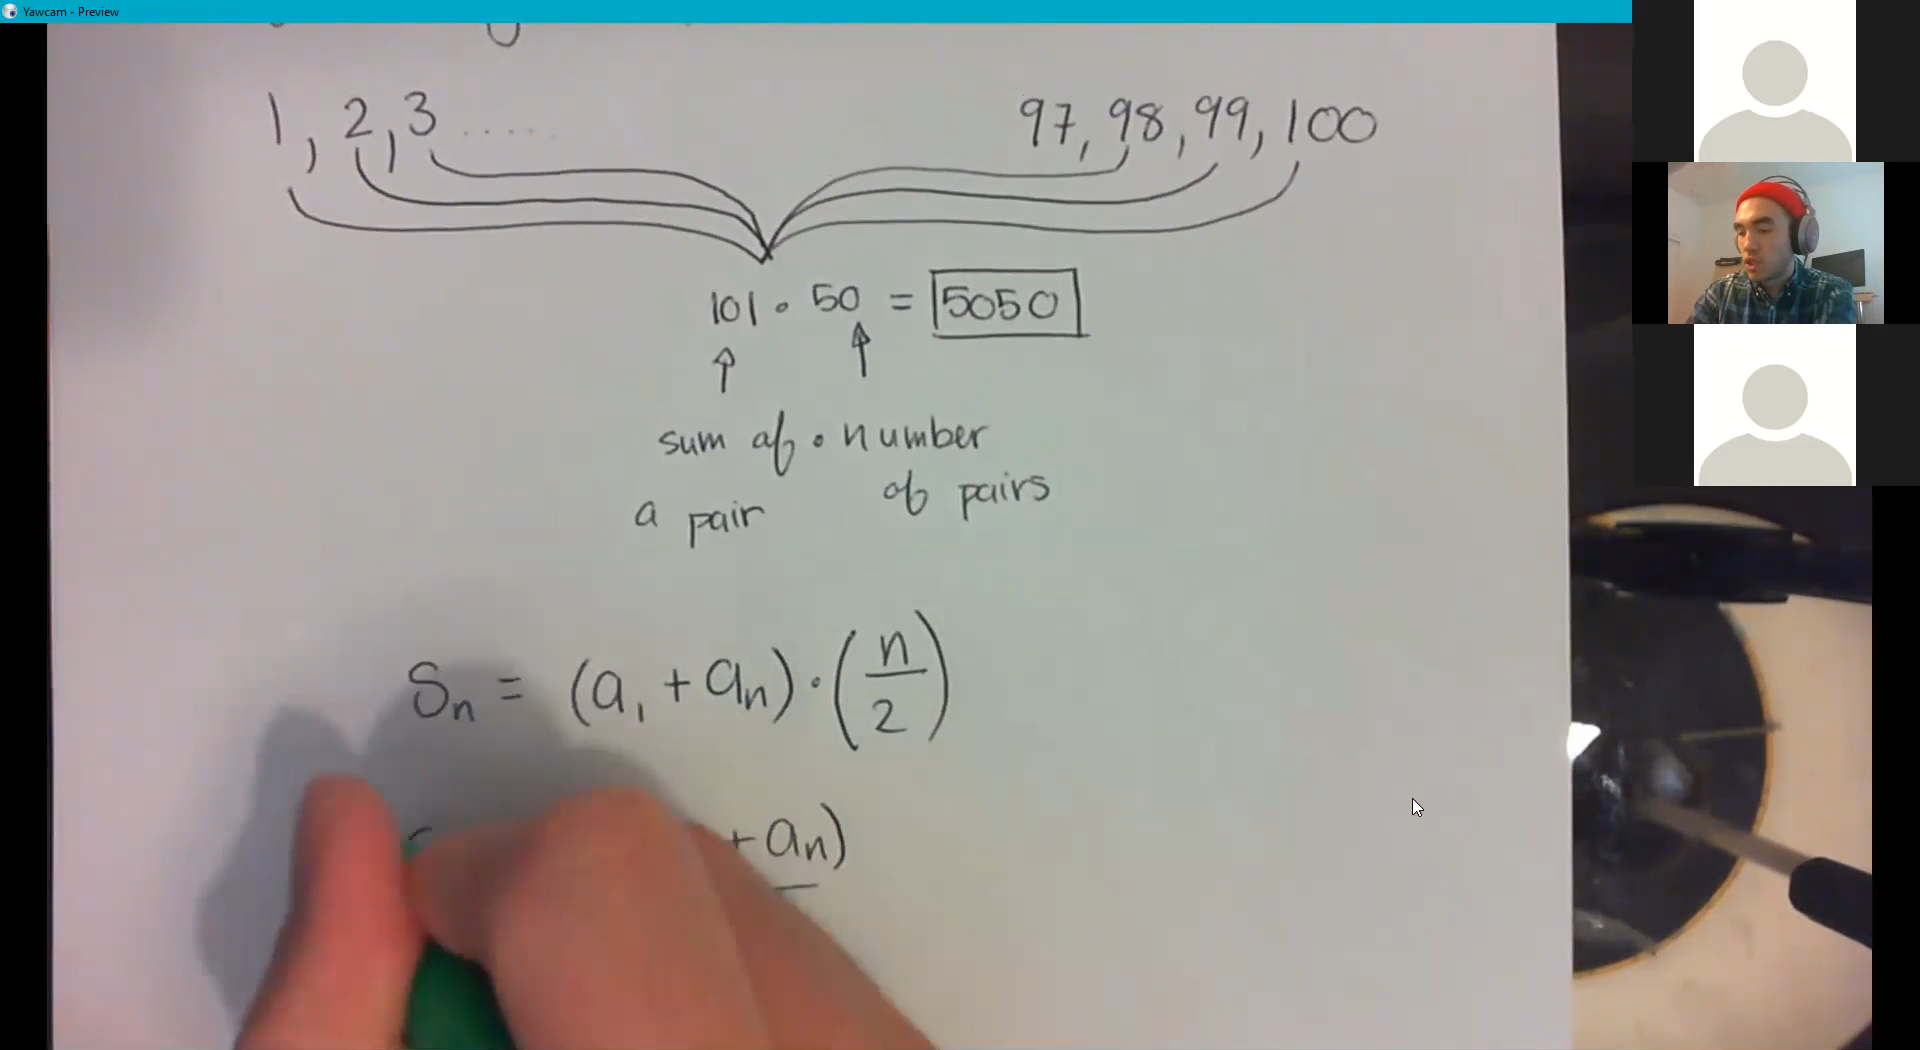 Yawcam - Preview
1, 2, 3 ..... 97, 98, 99, 100
101 • 50 = 5050
sum of • number
of pairs
a pair
Sn = (a₁ + an) • (n/2)
+ an)